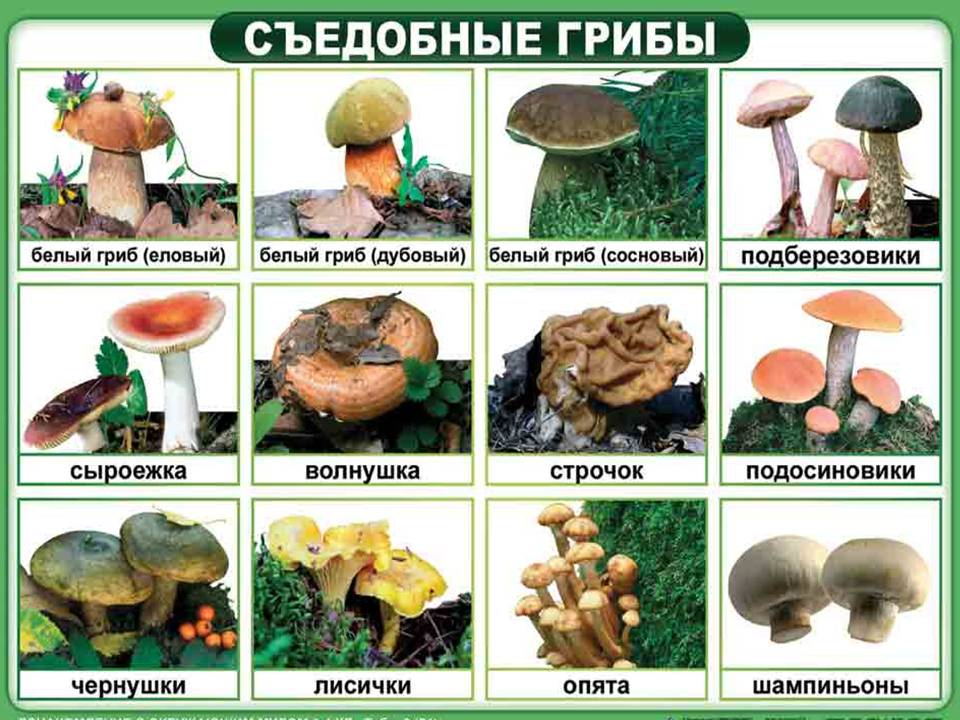 СЪЕДОБНЫЕ ГРИБЫ
белый гриб (еловый)
белый гриб (дубовый)
белый гриб (сосновый)
подберезовики
сыроежка
волнушка
строчок
подосиновики
чернушки
лисички
опята
шампиньоны